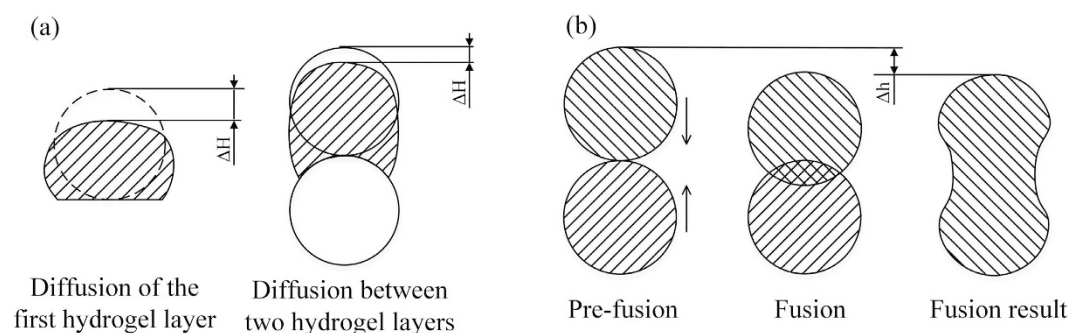 (a)
ΔH
ΔH
Diffusion of the
first hydrogel layer
Diffusion between
two hydrogel layers
(b)
Δh
Pre-fusion
Fusion
Fusion result